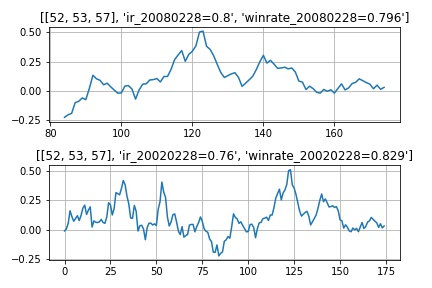 [[52, 53, 57], 'ir_20080228=0.8', 'winrate_20080228=0.796']
0.50
0.25
0.00
−0.25
80 100 120 140 160
[[52, 53, 57], 'ir_20020228=0.76', 'winrate_20020228=0.829']
0.50
0.25
0.00
−0.25
0 25 50 75 100 125 150 175